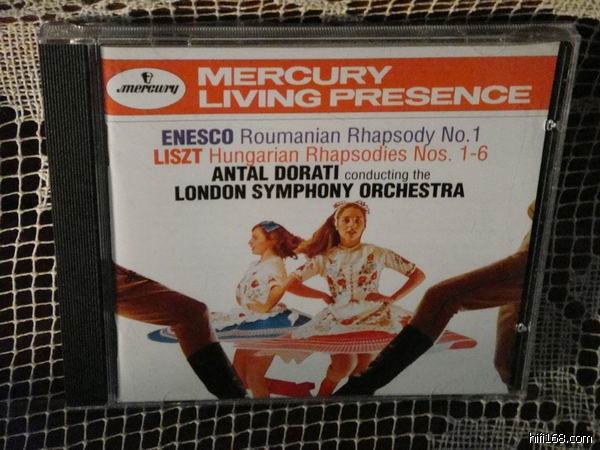 mercury
MERCURY
LIVING PRESENCE
ENESCO Roumanian Rhapsody No.1
LISZT Hungarian Rhapsodies Nos. 1-6
ANTAL DORATI conducting the
LONDON SYMPHONY ORCHESTRA
hifi168.com